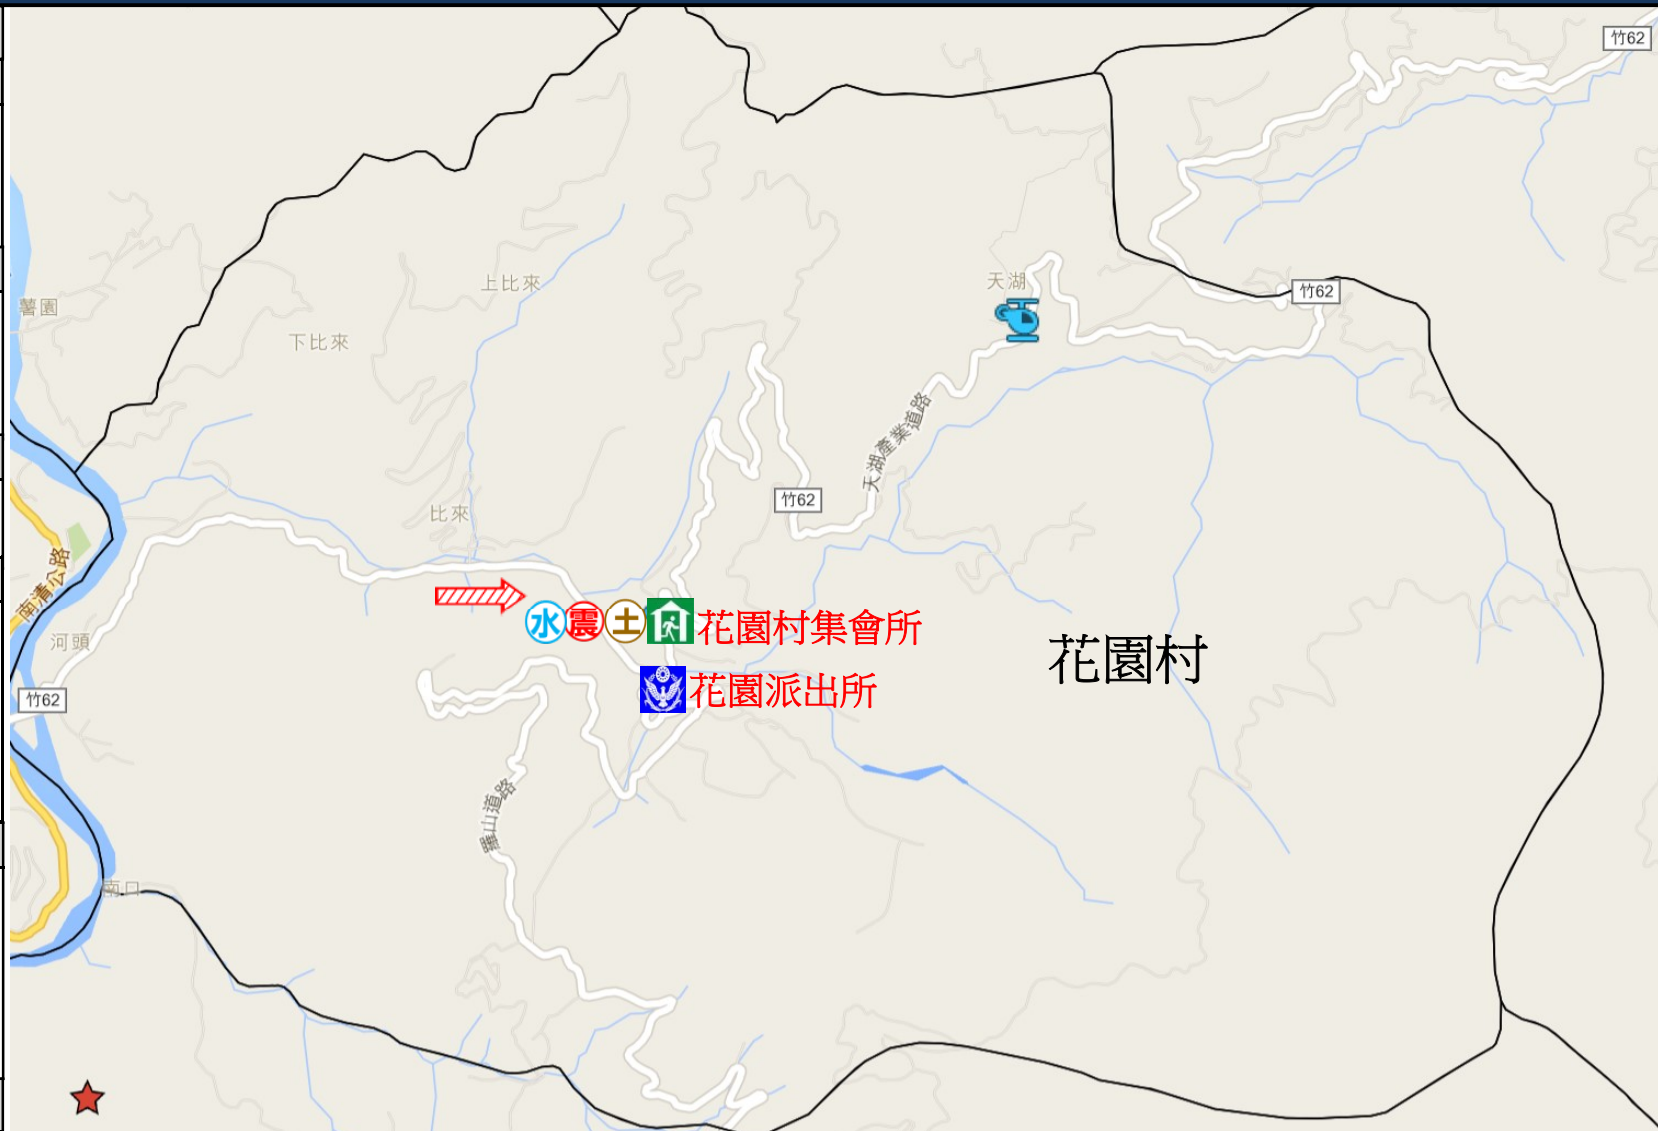 竹62
上比來
天湖
竹62
薯園
下比來
天湖產業道路
竹62
比來
南清公路
水 震 土 花園村集會所
河頭
花園村
竹62
花園派出所
羅山道路
南口